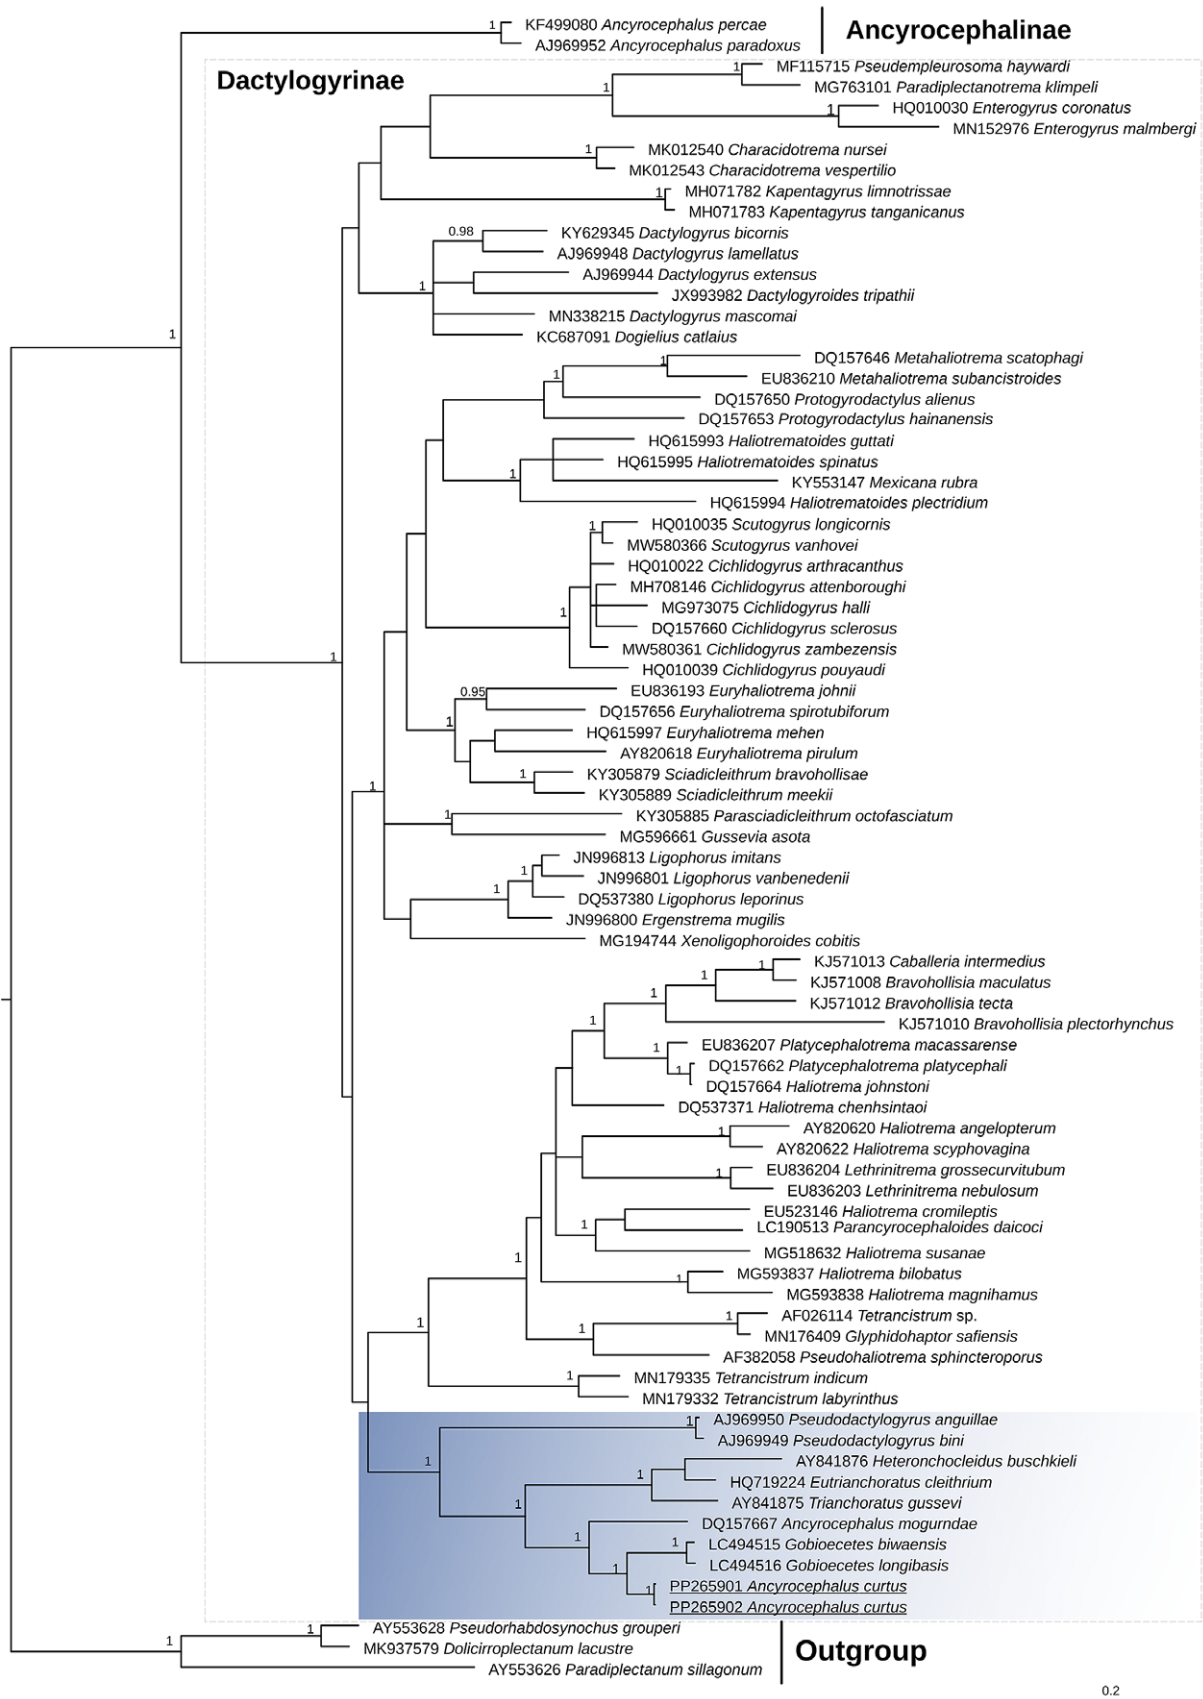 1
KF499080 Ancyrocephalus percae
AJ969952 Ancyrocephalus paradoxus
Ancyrocephalinae
Dactylogyrinae
1
MF115715 Pseudempleurosoma haywardi
MG763101 Paradiplectanotrema klimpeli
1
1
HQ010030 Enterogyrus coronatus
MN152976 Enterogyrus malmbergi
1
MK012540 Characidotrema nursei
MK012543 Characidotrema vespertilio
1
MH071782 Kapentagyrus limnotrissae
MH071783 Kapentagyrus tanganicanus
0.98
KY629345 Dactylogyrus bicornis
AJ969948 Dactylogyrus lamellatus
AJ969944 Dactylogyrus extensus
1
JX993982 Dactylogyroides tripathii
MN338215 Dactylogyrus mascomai
1
KC687091 Dogielius catlaius
1
DQ157646 Metahaliotrema scatophagi
1
EU836210 Metahaliotrema subancistroides
DQ157650 Protogyrodactylus alienus
DQ157653 Protogyrodactylus hainanensis
HQ615993 Haliotrematoides guttati
HQ615995 Haliotrematoides spinatus
1
KY553147 Mexicana rubra
HQ615994 Haliotrematoides plectridium
1
HQ010035 Scutogyrus longicornis
MW580366 Scutogyrus vanhovei
HQ010022 Cichlidogyrus arthracanthus
MH708146 Cichlidogyrus attenboroughi
1
MG973075 Cichlidogyrus halli
DQ157660 Cichlidogyrus sclerosus
MW580361 Cichlidogyrus zambezensis
1
HQ010039 Cichlidogyrus pouyaudi
0.95
EU836193 Euryhaliotrema johnii
DQ157656 Euryhaliotrema spirotubiforum
1
HQ615997 Euryhaliotrema mehen
AY820618 Euryhaliotrema pirulum
1
KY305879 Sciadicleithrum bravohollisae
1
KY305889 Sciadicleithrum meekii
1
KY305885 Parasciadicleithrum octofasciatum
MG596661 Gussevia asota
JN996813 Ligophorus imitans
1
JN996801 Ligophorus vanbenedenii
1
DQ537380 Ligophorus leporinus
JN996800 Ergenstrema mugilis
MG194744 Xenoligophoroides cobitis
1
KJ571013 Caballeria intermedius
1
KJ571008 Bravohollisia maculatus
1
KJ571012 Bravohollisia tecta
1
KJ571010 Bravohollisia plectorhynchus
1
EU836207 Platycephalotrema macassarense
1
DQ157662 Platycephalotrema platycephali
DQ157664 Haliotrema johnstoni
DQ537371 Haliotrema chenhsintaoi
1
AY820620 Haliotrema angelopterum
AY820622 Haliotrema scyphovagina
1
EU836204 Lethrinitrema grossecurvitubum
EU836203 Lethrinitrema nebulosum
EU523146 Haliotrema cromileptis
1
LC190513 Parancyrocephaloides daicoci
1
MG518632 Haliotrema susanae
1
MG593837 Haliotrema bilobatus
MG593838 Haliotrema magnihamus
1
AF026114 Tetrancistrum sp.
1
1
MN176409 Glyphidohaptor safiensis
AF382058 Pseudohaliotrema sphincteroporus
1
MN179335 Tetrancistrum indicum
MN179332 Tetrancistrum labyrinthus
1
AJ969950 Pseudodactylogyrus anguillae
AJ969949 Pseudodactylogyrus bini
1
AY841876 Heteronchocleidus buschkieli
1
HQ719224 Eutrianchoratus cleithrium
1
AY841875 Trianchoratus gussevi
DQ157667 Ancyrocephalus mogurndae
1
1
LC494515 Gobioecetes biwaensis
1
LC494516 Gobioecetes longibasis
1
PP265901 Ancyrocephalus curtus
PP265902 Ancyrocephalus curtus
1
1
AY553628 Pseudorhabdosynochus grouperi
MK937579 Dolicirroplectanum lacustre
AY553626 Paradiplectanum sillagonum
Outgroup
0.2